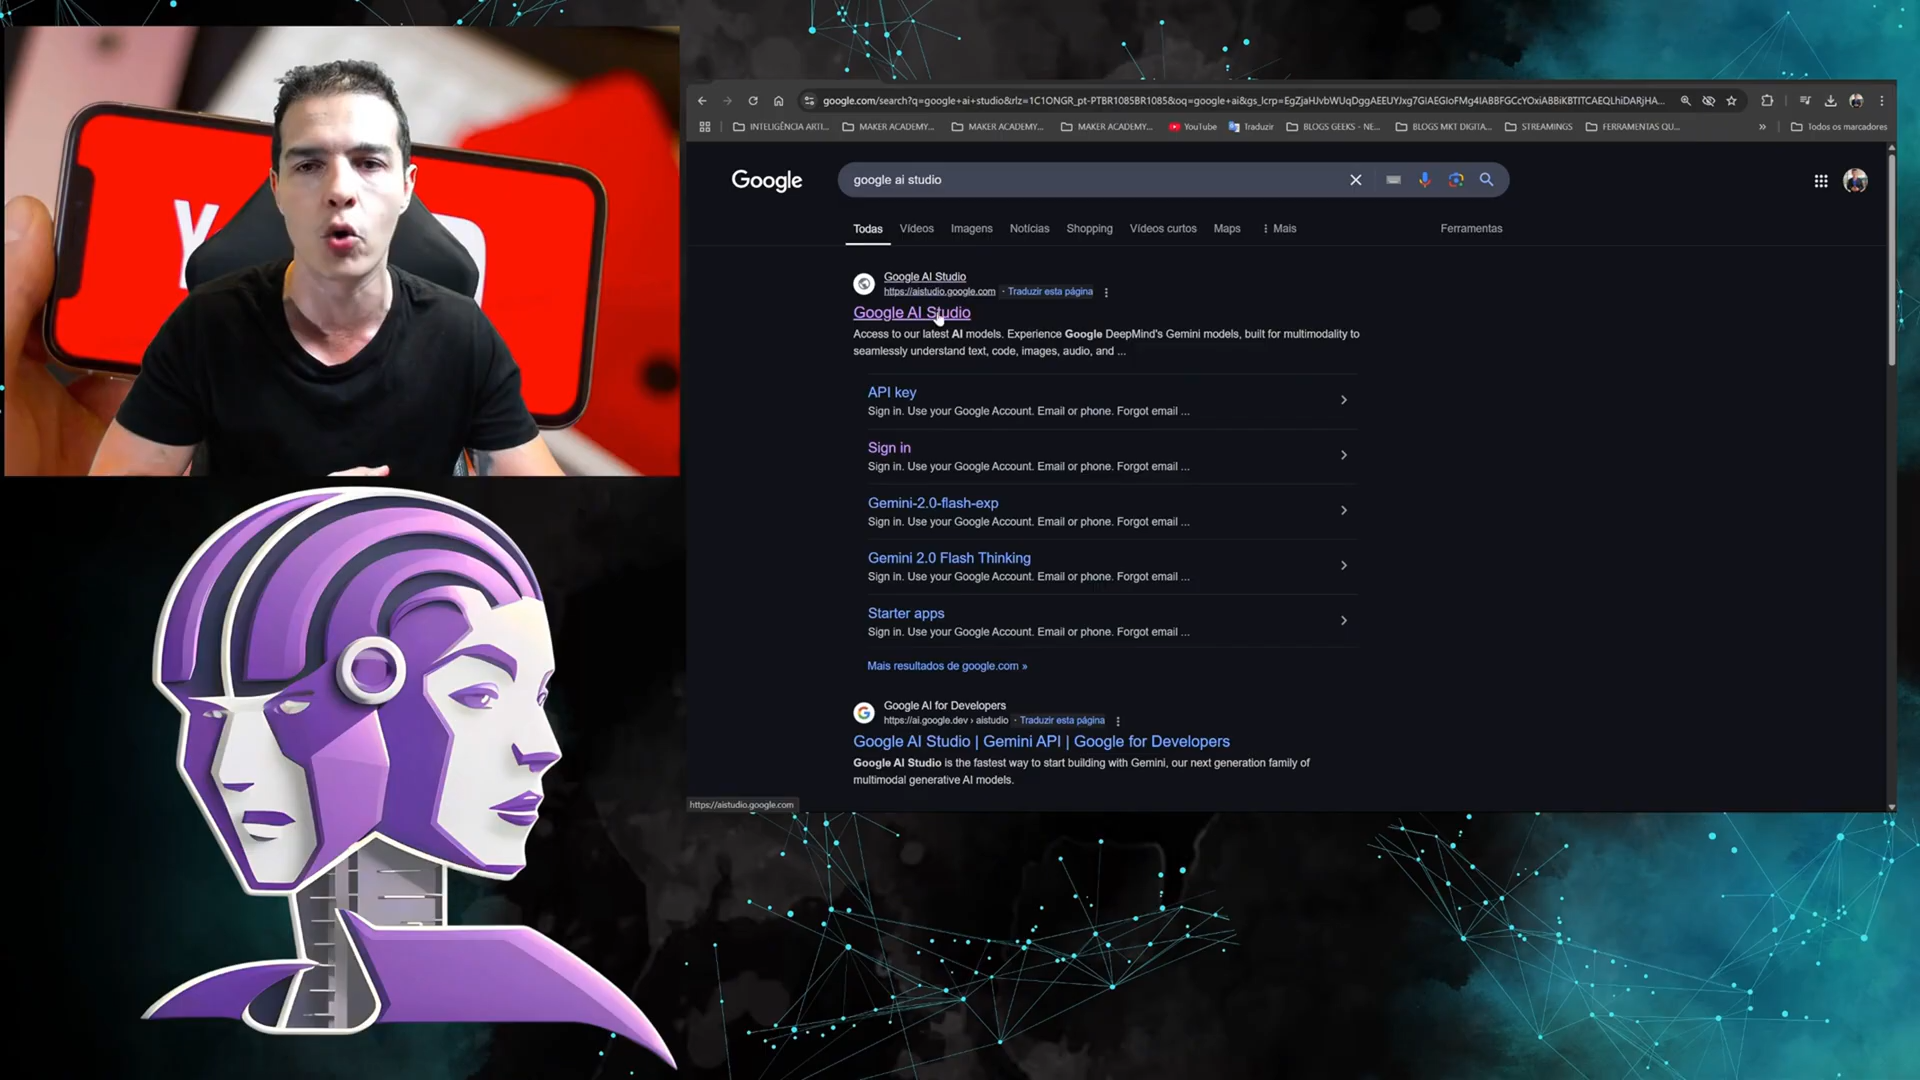 google.com/search?q=google+ai+studio&rlz=1C1ONGR_pt-PTBR1085BR1085&oq=google+ai&gs_lcrp=
INTELIGÊNCIA ARTI...
MAKER ACADEMY...
MAKER ACADEMY...
MAKER ACADEMY...
YouTube
Traduzir
BLOGS GEEKS - NE...
BLOGS MKT DIGITA...
STREAMINGS
FERRAMENTAS QU...
»
Todos os marcadores
Google
google ai studio
Todas
Vídeos
Imagens
Notícias
Shopping
Vídeos curtos
Maps
Mais
Ferramentas
Google AI Studio
https://aistudio.google.com · Traduzir esta página
Google AI Studio
Access to our latest AI models. Experience Google DeepMind's Gemini models, built for multimodality to
seamlessly understand text, code, images, audio, and ...
API key
Sign in. Use your Google Account. Email or phone. Forgot email ...
Sign in
Sign in. Use your Google Account. Email or phone. Forgot email ...
Gemini-2.0-flash-exp
Sign in. Use your Google Account. Email or phone. Forgot email ...
Gemini 2.0 Flash Thinking
Sign in. Use your Google Account. Email or phone. Forgot email ...
Starter apps
Sign in. Use your Google Account. Email or phone. Forgot email ...
Mais resultados de google.com »
Google AI for Developers
https://ai.google.dev › aistudio · Traduzir esta página
Google AI Studio | Gemini API | Google for Developers
Google AI Studio is the fastest way to start building with Gemini, our next generation family of
multimodal generative AI models.
https://aistudio.google.com